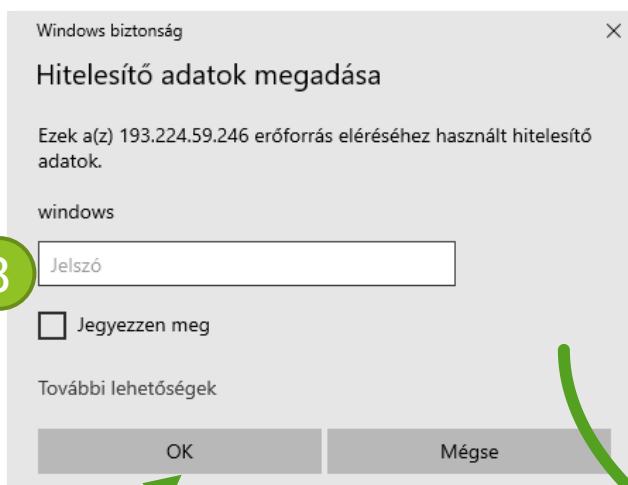 Windows biztonság
Hitelesítő adatok megadása
Ezek a(z) 193.224.59.246 erőforrás eléréséhez használt hitelesítő
adatok.
windows
3
Jelszó
Jegyezzen meg
További lehetőségek
OK Mégse